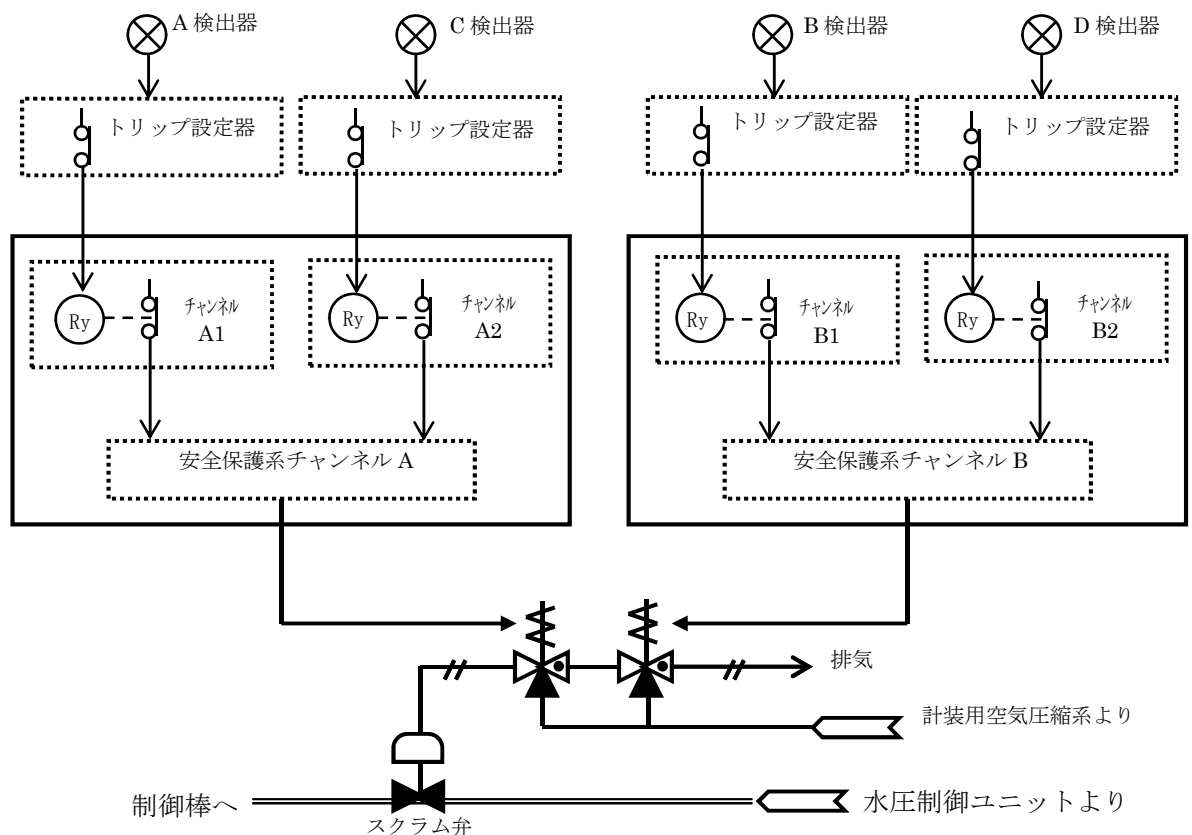 A 検出器
C 検出器
B 検出器
D 検出器
トリップ設定器
トリップ設定器
トリップ設定器
トリップ設定器
Ry
チャンネル
A1
Ry
チャンネル
A2
Ry
チャンネル
B1
Ry
チャンネル
B2
安全保護系チャンネル A
安全保護系チャンネル B
排気
計装用空気圧縮系より
制御棒へ
水圧制御ユニットより
スクラム弁